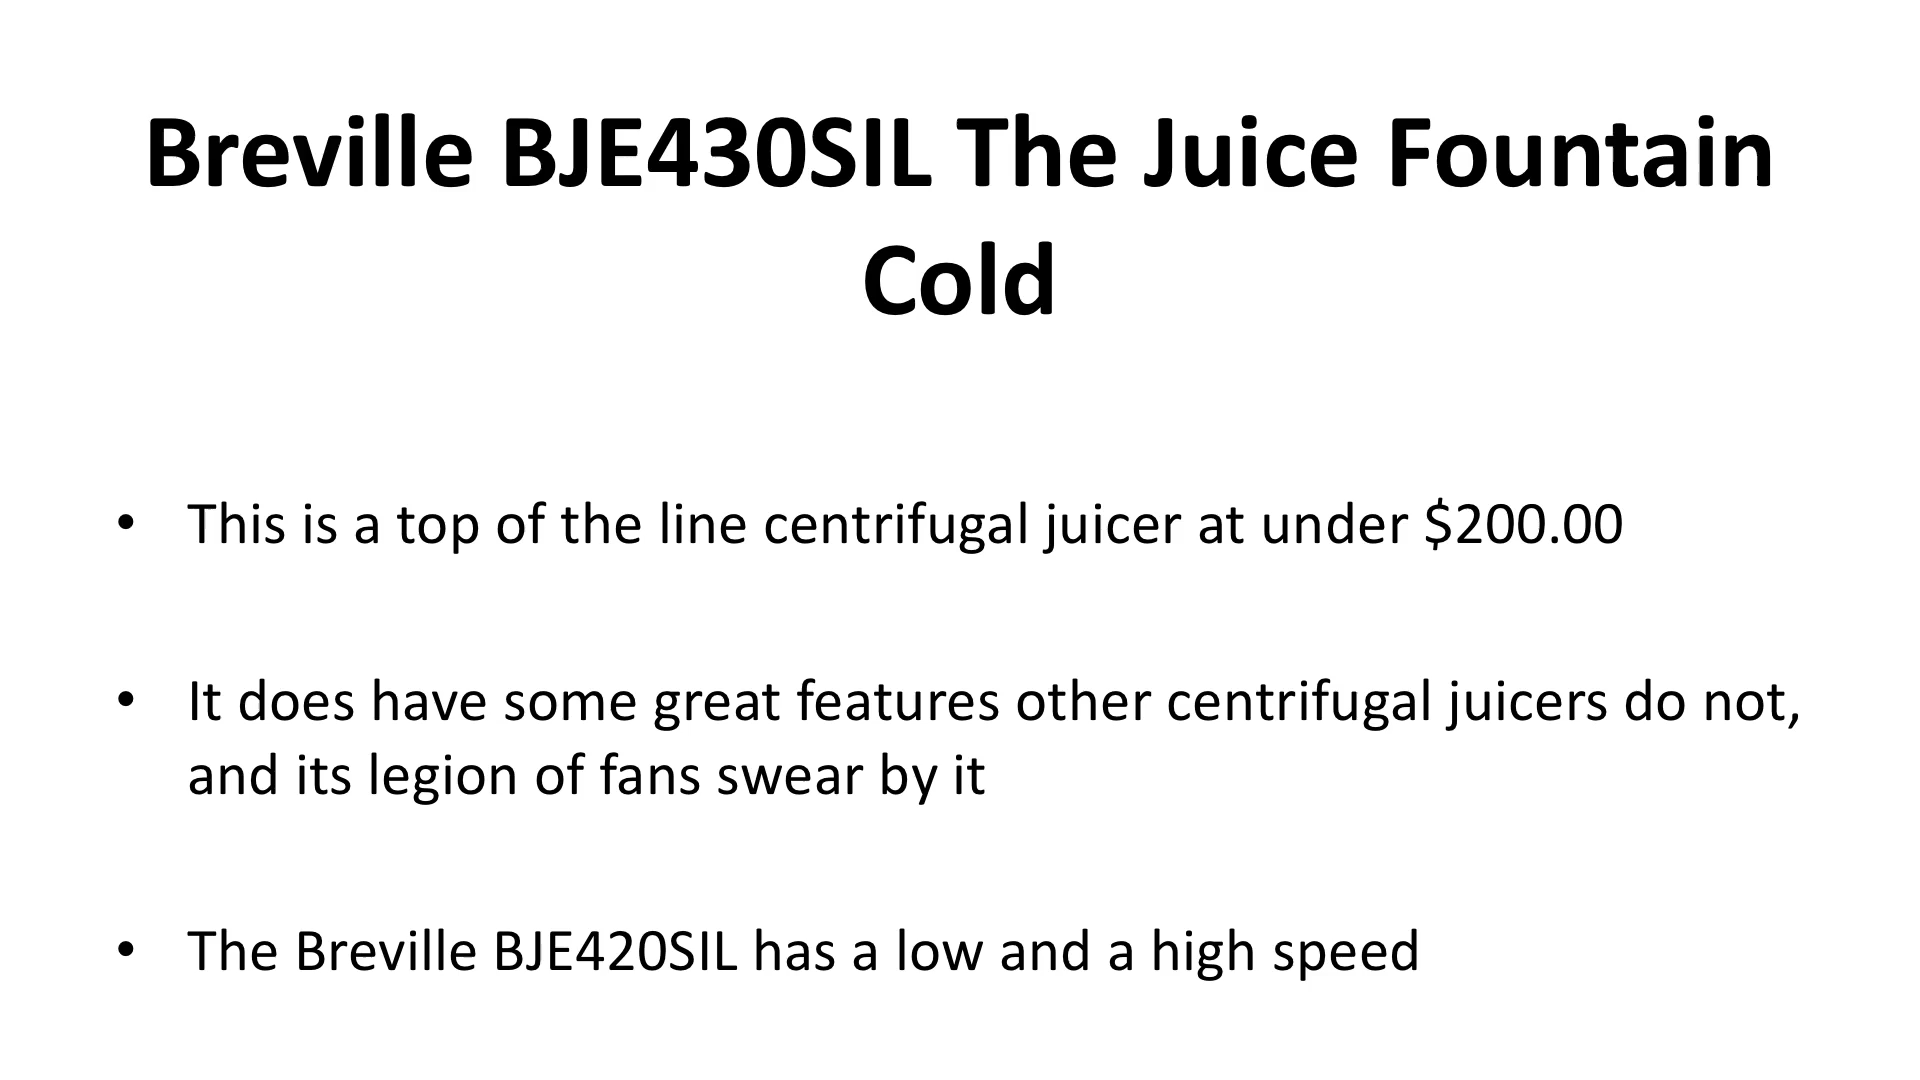 Breville BJE430SIL The Juice Fountain
Cold
• This is a top of the line centrifugal juicer at under $200.00
• It does have some great features other centrifugal juicers do not,
and its legion of fans swear by it
• The Breville BJE420SIL has a low and a high speed